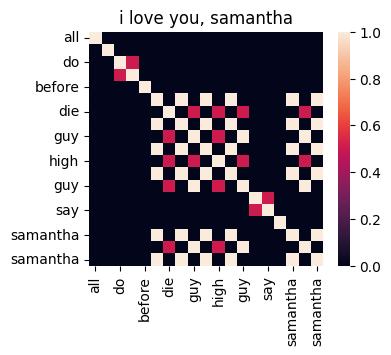 i love you, samantha
all
do
before
die
guy
high
guy
say
samantha
samantha
1.0
0.8
0.6
0.4
0.2
0.0
all
do
before
die
guy
high
guy
say
samantha
samantha